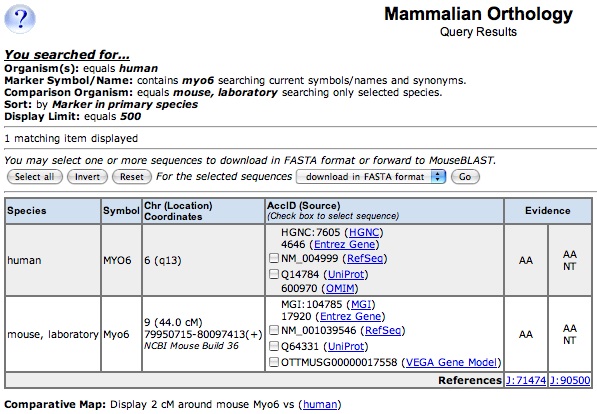 ?
Mammalian Orthology
Query Results
You searched for...
Organism(s): equals human
Marker Symbol/Name: contains myo6 searching current symbols/names and synonyms.
Comparison Organism: equals mouse, laboratory searching only selected species.
Sort: by Marker in primary species
Display Limit: equals 500
1 matching item displayed
You may select one or more sequences to download in FASTA format or forward to MouseBLAST.
Select all Invert Reset For the selected sequences download in FASTA format Go
Species Symbol Chr (Location) Coordinates AccID (Source) (Check box to select sequence) Evidence
human MYO6 6 (q13)
HGNC:7605 (HGNC)
4646 (Entrez Gene)
NM_004999 (RefSeq)
Q14784 (UniProt)
600970 (OMIM)
AA
AA
NT
mouse, laboratory Myo6
9 (44.0 cM)
79950715-80097413(+)
NCBI Mouse Build 36
MGI:104785 (MGI)
17920 (Entrez Gene)
NM_001039546 (RefSeq)
Q64331 (UniProt)
OTTMUSG00000017558 (VEGA Gene Model)
AA
AA
NT
References J:71474 J:90500
Comparative Map: Display 2 cM around mouse Myo6 vs (human)